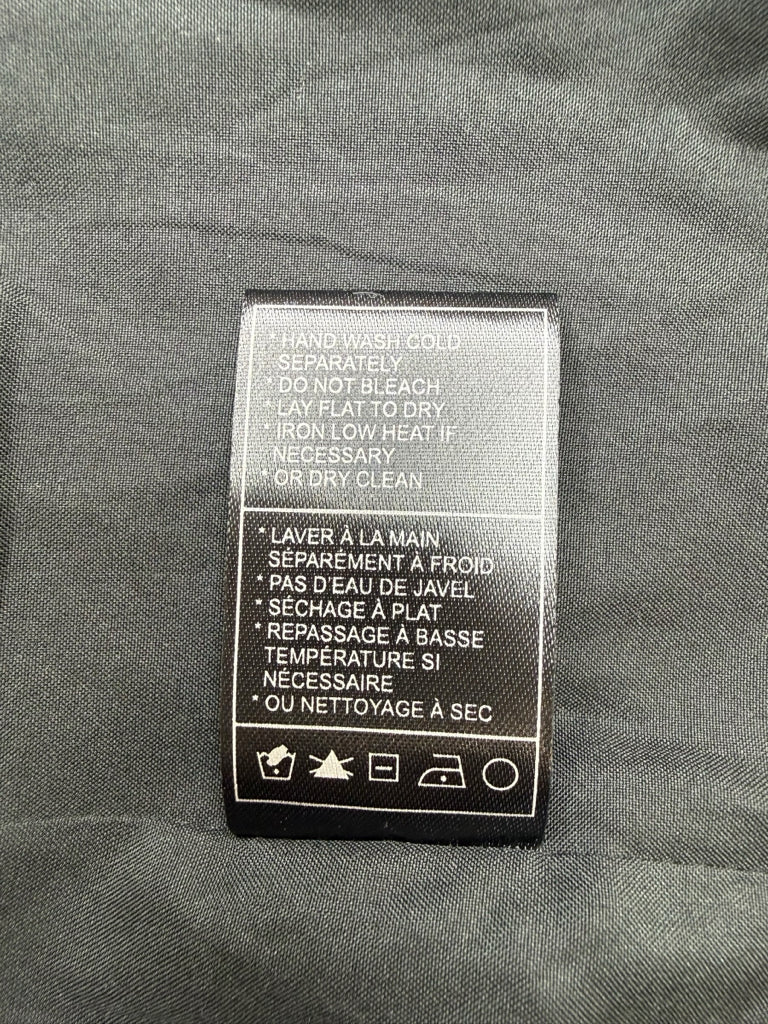 * HAND WASH COLD
SEPARATELY
* DO NOT BLEACH
* LAY FLAT TO DRY
* IRON LOW HEAT IF
NECESSARY
* OR DRY CLEAN
* LAVER À LA MAIN
SÉPARÉMENT À FROID
* PAS D'EAU DE JAVEL
* SÉCHAGE À PLAT
* REPASSAGE À BASSE
TEMPÉRATURE SI
NÉCESSAIRE
* OU NETTOYAGE À SEC